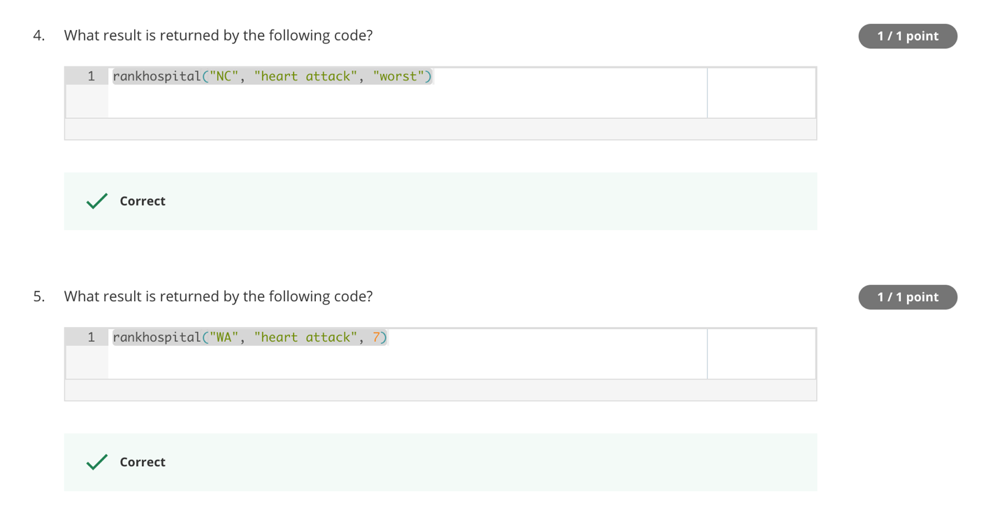 4. What result is returned by the following code?
1 / 1 point
1 rankhospital("NC", "heart attack", "worst")
Correct
5. What result is returned by the following code?
1 / 1 point
1 rankhospital("WA", "heart attack", 7)
Correct